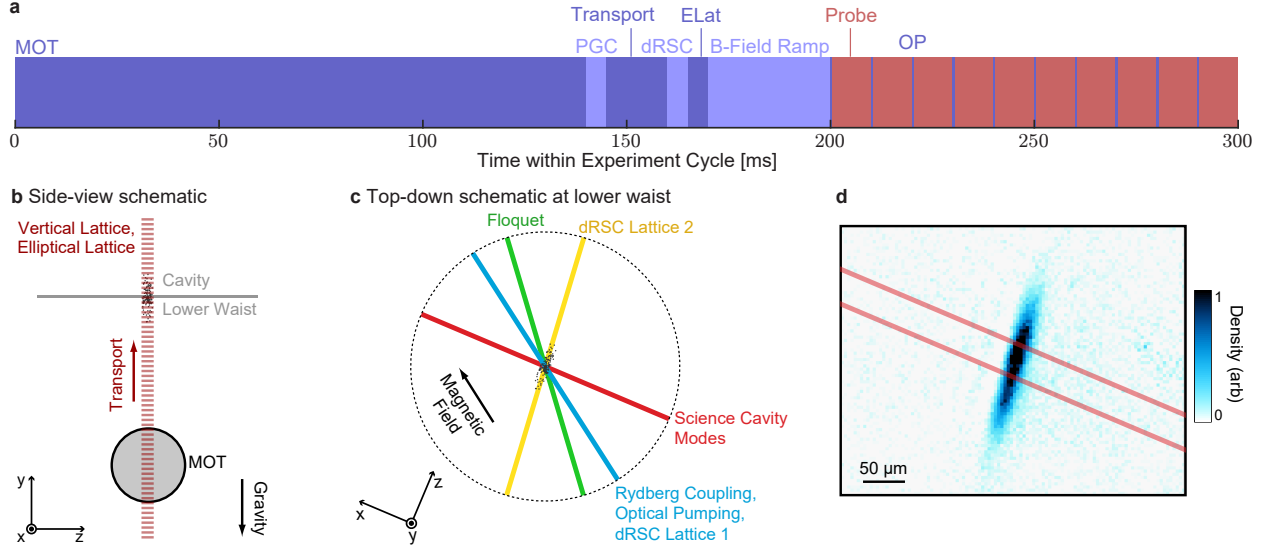 a
Transport ELat Probe
MOT PGC dRSC B-Field Ramp OP
0 50 100 150 200 250 300
Time within Experiment Cycle [ms]
b Side-view schematic
Vertical Lattice,
Elliptical Lattice
Cavity
Lower Waist
Transport
MOT
Gravity
y
x
z
c Top-down schematic at lower waist
Floquet
dRSC Lattice 2
Magnetic
Field
Science Cavity
Modes
Rydberg Coupling,
Optical Pumping,
dRSC Lattice 1
x
z
y
d
50 μm
1
0
Density (arb)